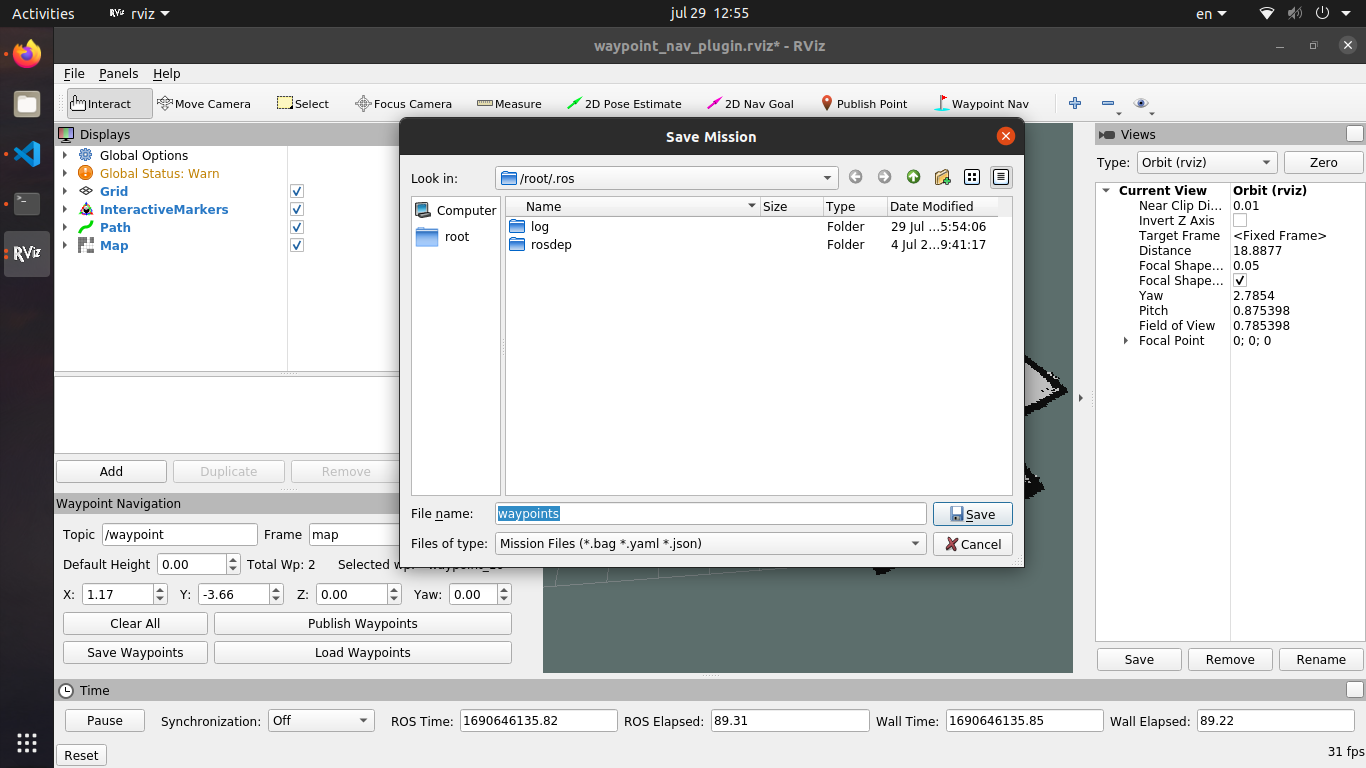 Activities rviz jul 29 12:55 en
waypoint_nav_plugin.rviz* - RViz
File Panels Help
Interact Move Camera Select Focus Camera Measure 2D Pose Estimate 2D Nav Goal Publish Point Waypoint Nav
Displays
Global Options
Global Status: Warn
Grid
InteractiveMarkers
Path
Map
Add Duplicate Remove
Waypoint Navigation
Topic /waypoint Frame map
Default Height 0.00 Total Wp: 2
X: 1.17 Y: -3.66 Z: 0.00 Yaw: 0.00
Clear All Publish Waypoints
Save Waypoints Load Waypoints
Save Mission
Look in: /root/.ros
Computer
root
Name Size Type Date Modified
log Folder 29 Jul ...5:54:06
rosdep Folder 4 Jul 2...9:41:17
File name: waypoints Save
Files of type: Mission Files (*.bag *.yaml *.json) Cancel
Views
Type: Orbit (rviz) Zero
Current View Orbit (rviz)
Near Clip Di... 0.01
Invert Z Axis
Target Frame <Fixed Frame>
Distance 18.8877
Focal Shape... 0.05
Focal Shape...
Yaw 2.7854
Pitch 0.875398
Field of View 0.785398
Focal Point 0; 0; 0
Save Remove Rename
Time
Pause Synchronization: Off ROS Time: 1690646135.82 ROS Elapsed: 89.31 Wall Time: 1690646135.85 Wall Elapsed: 89.22
Reset 31 fps